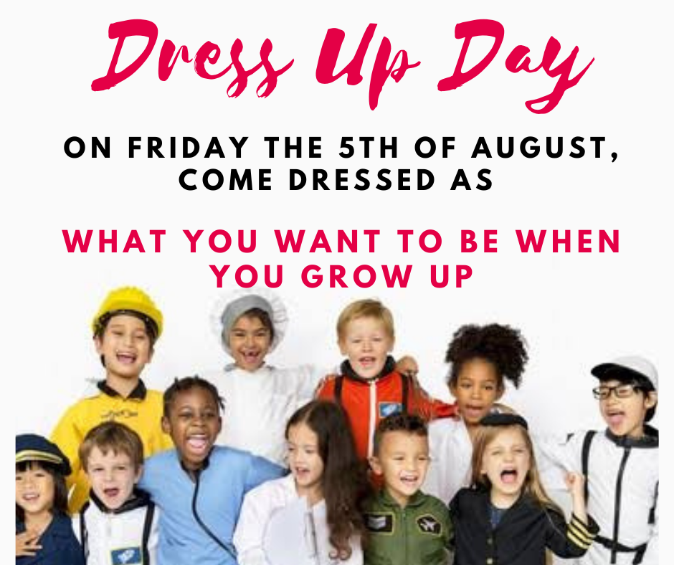 Dress Up Day
ON FRIDAY THE 5TH OF AUGUST,
COME DRESSED AS
WHAT YOU WANT TO BE WHEN
YOU GROW UP